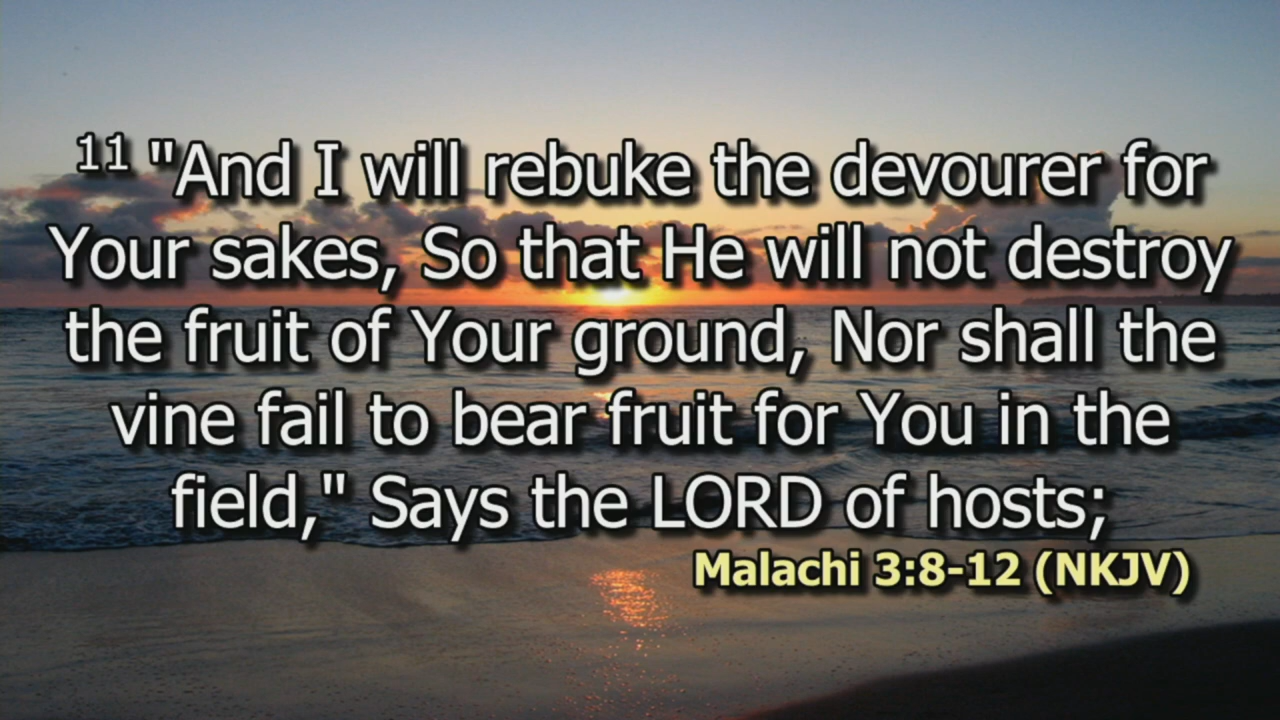 11 "And I will rebuke the devourer for
Your sakes, So that He will not destroy
the fruit of Your ground, Nor shall the
vine fail to bear fruit for You in the
field," Says the LORD of hosts;
Malachi 3:8-12 (NKJV)